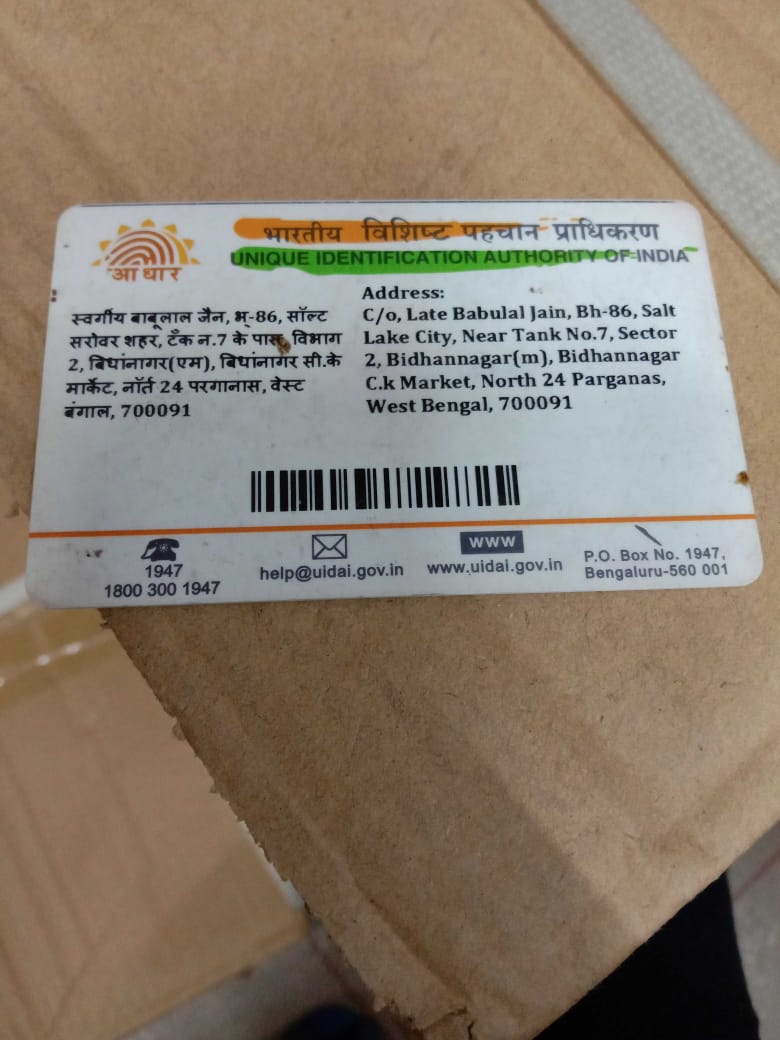 भारतीय विशिष्ट पहचान प्राधिकरण
UNIQUE IDENTIFICATION AUTHORITY OF INDIA
आधार
स्वर्गीय बाबूलाल जैन, भ्-86, सॉल्ट
सरोवर शहर, टैंक न.7 के पास, विभाग
2, बिधांनागर(एम), बिधांनागर सी.के
मार्केट, नॉर्त 24 परगानास, वेस्ट
बंगाल, 700091
Address:
C/o, Late Babulal Jain, Bh-86, Salt
Lake City, Near Tank No.7, Sector
2, Bidhannagar(m), Bidhannagar
C.k Market, North 24 Parganas,
West Bengal, 700091
1947
1800 300 1947
help@uidai.gov.in
WWW
www.uidai.gov.in
P.O. Box No. 1947,
Bengaluru-560 001